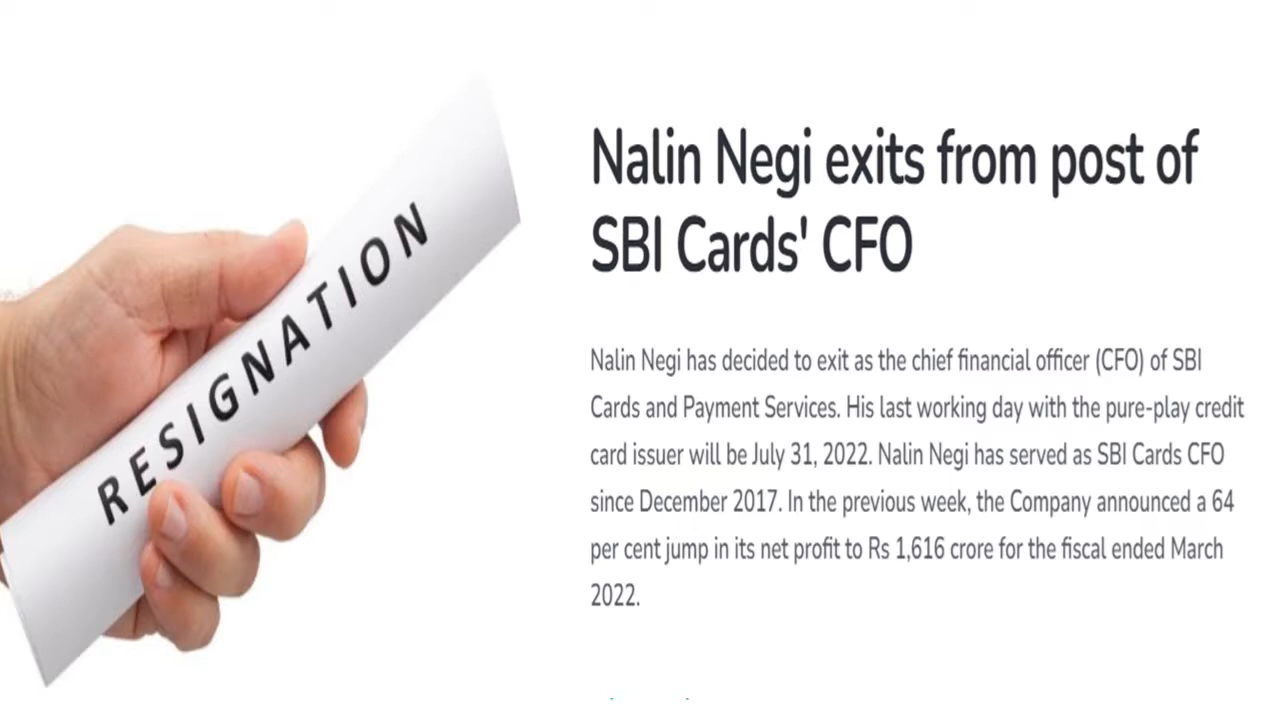 RESIGNATION
Nalin Negi exits from post of
SBI Cards' CFO
Nalin Negi has decided to exit as the chief financial officer (CFO) of SBI
Cards and Payment Services. His last working day with the pure-play credit
card issuer will be July 31, 2022. Nalin Negi has served as SBI Cards CFO
since December 2017. In the previous week, the Company announced a 64
per cent jump in its net profit to Rs 1,616 crore for the fiscal ended March
2022.